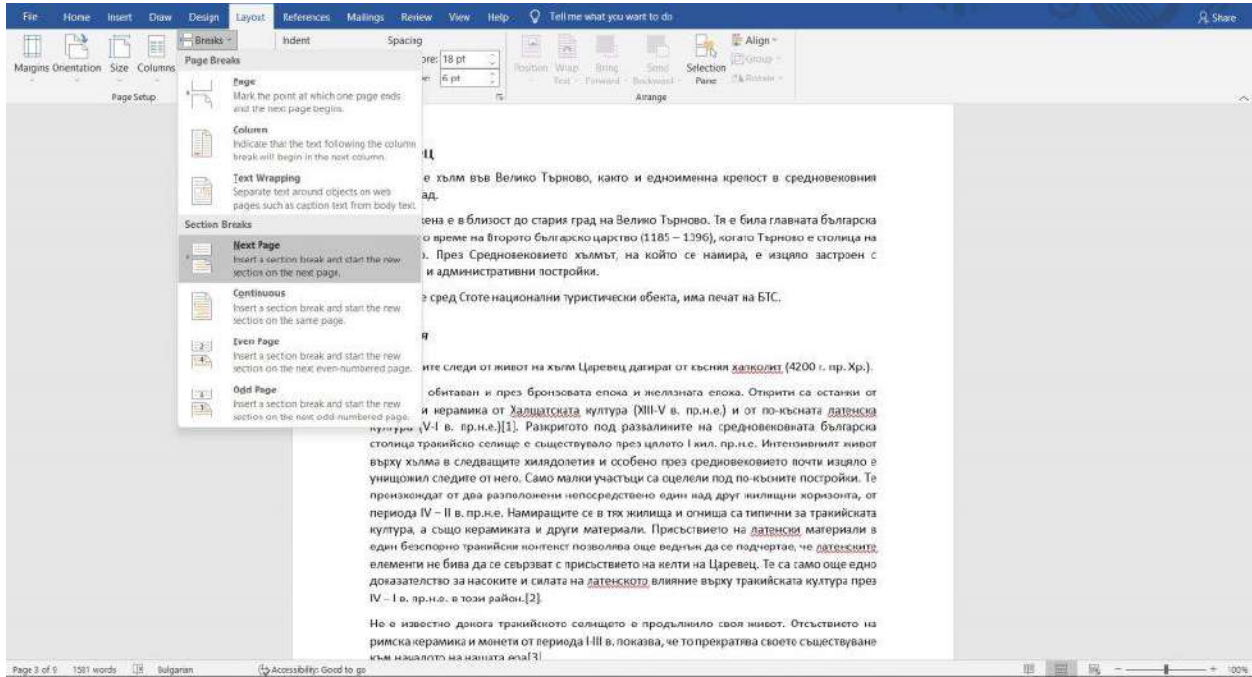 File Home Insert Draw Design Layout References Mailings Review View Help Tell me what you want to do Share
Breaks Indent Spacing
18 pt
6 pt
Margins Orientation Size Columns
Position Wrap Text Bring Forward Send Backward Selection Pane Align Group Rotate
Page Setup Arrange
Page Breaks
Page
Mark the point at which one page ends
and the next page begins.
Column
Indicate that the text following the column
break will begin in the next column.
Text Wrapping
Separate text around objects on web
pages, such as caption text from body text.
Section Breaks
Next Page
Insert a section break and start the new
section on the next page.
Continuous
Insert a section break and start the new
section on the same page.
Even Page
Insert a section break and start the new
section on the next even-numbered page.
Odd Page
Insert a section break and start the new
section on the next odd-numbered page.
е хълм във Велико Търново, както и едноименна крепост в средновековния
е в близост до стария град на Велико Търново. Тя е била главната българска
време на Второто българско царство (1185 – 1396), когато Търново е столица на
През Средновековието хълмът, на който се намира, е изцяло застроен с
и административни постройки.
сред Стоте национални туристически обекта, има печат на БТС.
следи от живот на хълм Царевец датират от късния халколит (4200 г. пр. Хр.).
обитаван и през бронзовата епоха и желязната епоха. Открити са останки от
и керамика от Халщатската култура (XIII-V в. пр.н.е.) и от по-късната латенска
култура (V-I в. пр.н.е.)[1]. Разкритото под развалините на средновековната българска
столица тракийско селище е съществувало през цялото I хил. пр.н.е. Интензивният живот
върху хълма в следващите хилядолетия и особено през средновековието почти изцяло е
унищожил следите от него. Само малки участъци са оцелели под по-късните постройки. Те
произхождат от два разположени непосредствено един над друг жилищни хоризонта, от
периода IV – II в. пр.н.е. Намиращите се в тях жилища и огнища са типични за тракийската
култура, а също керамиката и други материали. Присъствието на латенски материали в
един безспорно тракийски контекст позволява още веднъж да се подчертае, че латенските
елементи не бива да се свързват с присъствието на келти на Царевец. Те са само още едно
доказателство за насоките и силата на латенското влияние върху тракийската култура през
IV – I в. пр.н.е. в този район.[2]
Не е известно докога тракийското селището е продължило своя живот. Отсъствието на
римска керамика и монети от периода I-III в. показва, че то прекратява своето съществуване
към началото на нашата ера[3]
Page 3 of 9 1581 words Bulgarian Accessibility: Good to go 100%